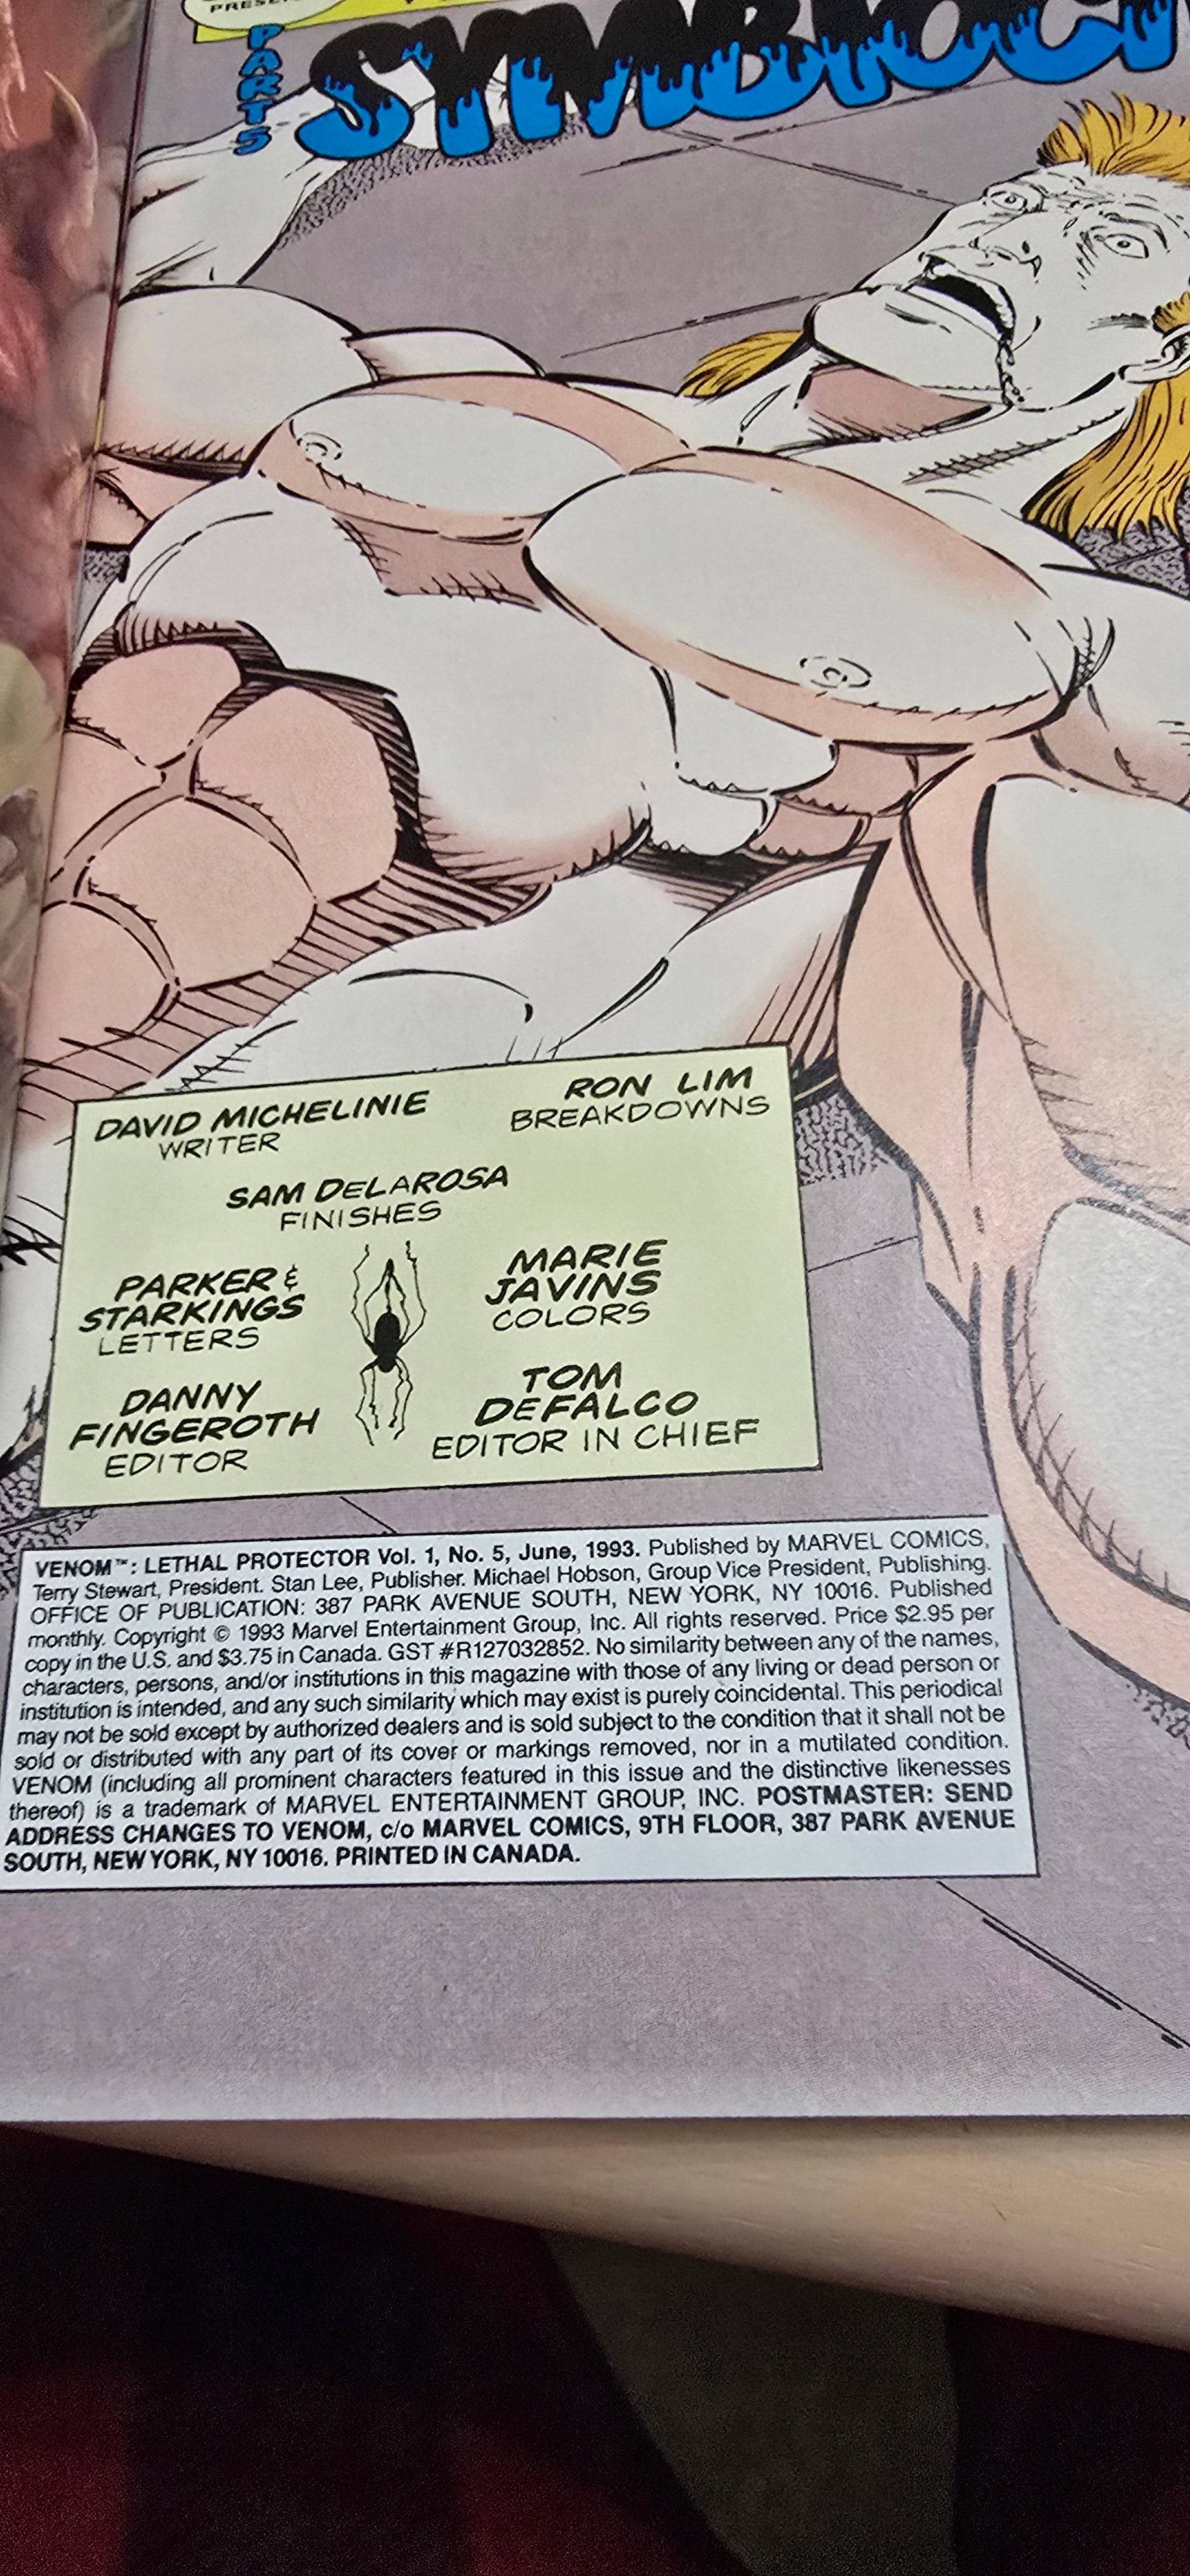 PART 5
DAVID MICHELINIE
WRITER
RON LIM
BREAKDOWNS
SAM DELAROSA
FINISHES
PARKER &
STARKINGS
LETTERS
MARIE
JAVINS
COLORS
DANNY
FINGEROTH
EDITOR
TOM
DEFALCO
EDITOR IN CHIEF
VENOM™: LETHAL PROTECTOR Vol. 1, No. 5, June, 1993. Published by MARVEL COMICS,
Terry Stewart, President. Stan Lee, Publisher. Michael Hobson, Group Vice President, Publishing.
OFFICE OF PUBLICATION: 387 PARK AVENUE SOUTH, NEW YORK, NY 10016. Published
monthly. Copyright © 1993 Marvel Entertainment Group, Inc. All rights reserved. Price $2.95 per
copy in the U.S. and $3.75 in Canada. GST #R127032852. No similarity between any of the names,
characters, persons, and/or institutions in this magazine with those of any living or dead person or
institution is intended, and any such similarity which may exist is purely coincidental. This periodical
may not be sold except by authorized dealers and is sold subject to the condition that it shall not be
sold or distributed with any part of its cover or markings removed, nor in a mutilated condition.
VENOM (including all prominent characters featured in this issue and the distinctive likenesses
thereof) is a trademark of MARVEL ENTERTAINMENT GROUP, INC. POSTMASTER: SEND
ADDRESS CHANGES TO VENOM, c/o MARVEL COMICS, 9TH FLOOR, 387 PARK AVENUE
SOUTH, NEW YORK, NY 10016. PRINTED IN CANADA.